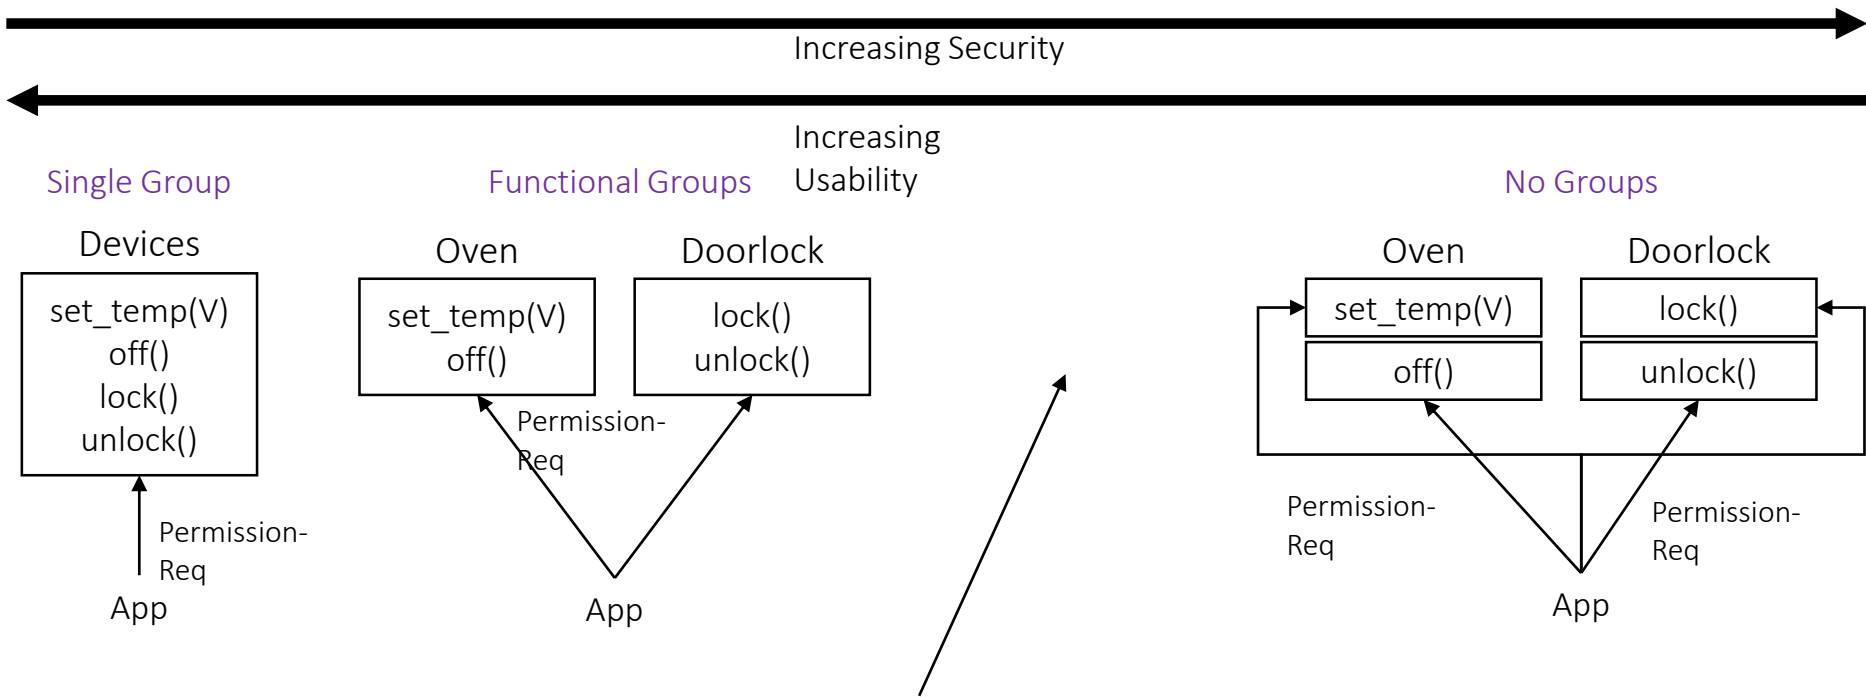 Increasing Security
Increasing
Usability
Single Group
Functional Groups
No Groups
Devices
set_temp(V)
off()
lock()
unlock()
Permission-
Req
App
Oven
Doorlock
set_temp(V)
off()
lock()
unlock()
Permission-
Req
App
Oven
Doorlock
set_temp(V)
off()
lock()
unlock()
Permission-
Req
Permission-
Req
App